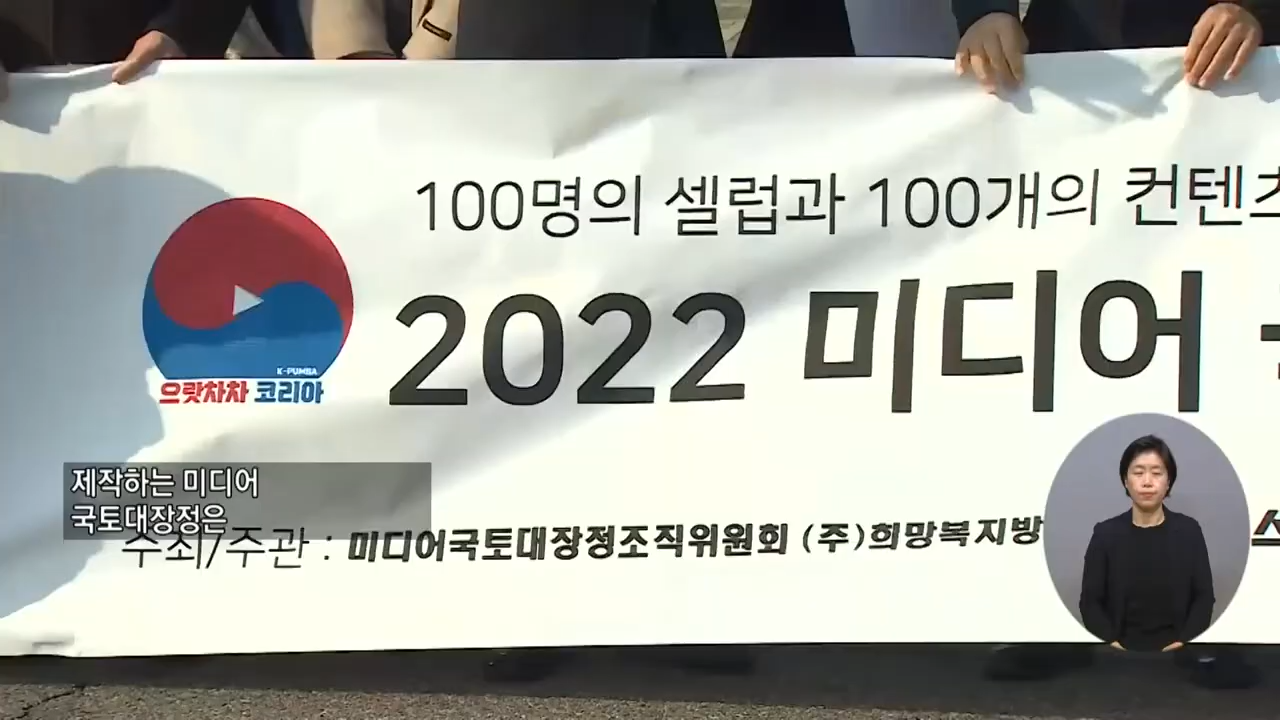 100명의 셀럽과 100개의 컨텐츠
2022 미디어
K-PUMBA
으랏차차 코리아
제작하는 미디어
국토대장정은
주최/주관 : 미디어국토대장정조직위원회 (주)희망복지방